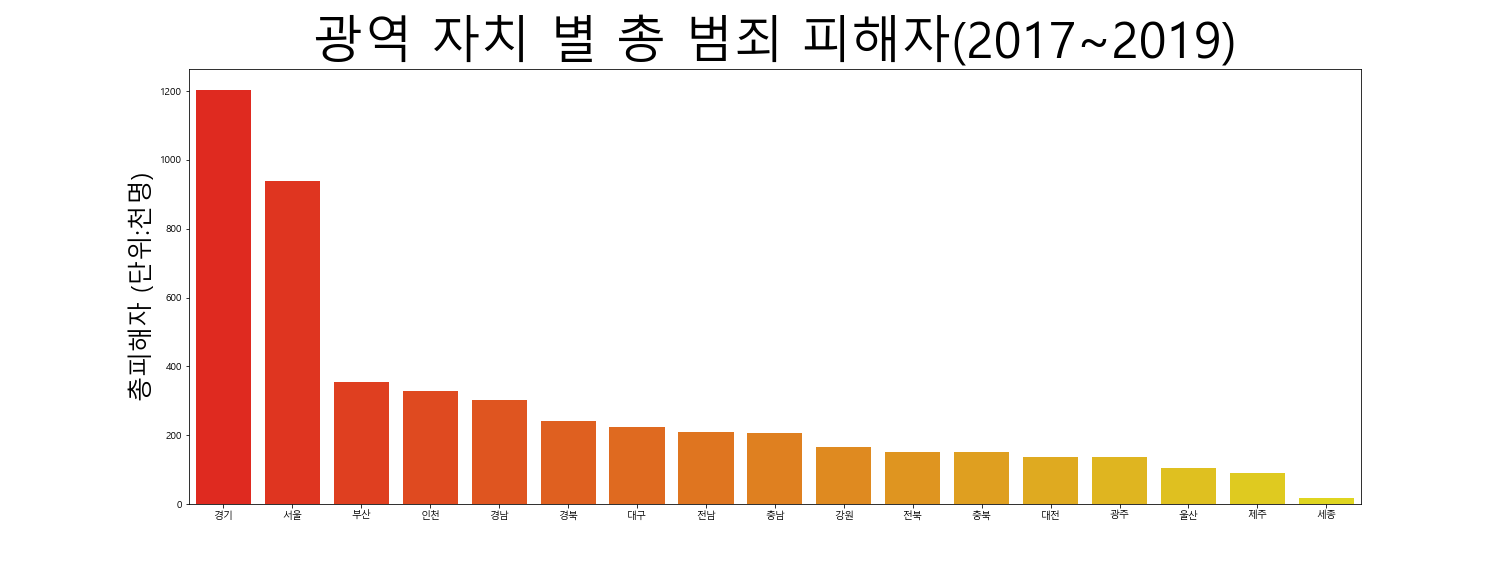 광역 자치 별 총 범죄 피해자(2017~2019)
총피해자 (단위:천명)
1200
1000
800
600
400
200
0
경기 서울 부산 인천 경남 경북 대구 전남 충남 강원 전북 충북 대전 광주 울산 제주 세종